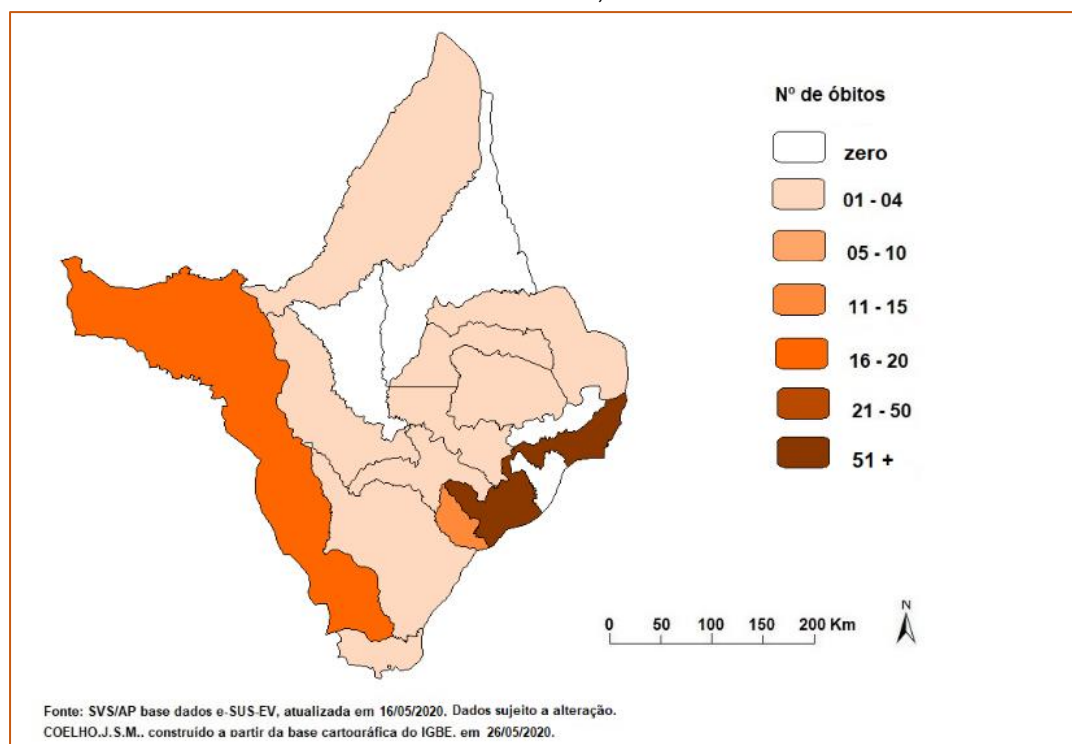 Nº de óbitos
zero
01 - 04
05 - 10
11 - 15
16 - 20
21 - 50
51 +
N
0 50 100 150 200 Km
Fonte: SVS/AP base dados e-SUS-EV, atualizada em 16/05/2020. Dados sujeito a alteração.
COELHO.J.S.M.. construído a partir da base cartográfica do IGBE. em 26/05/2020.